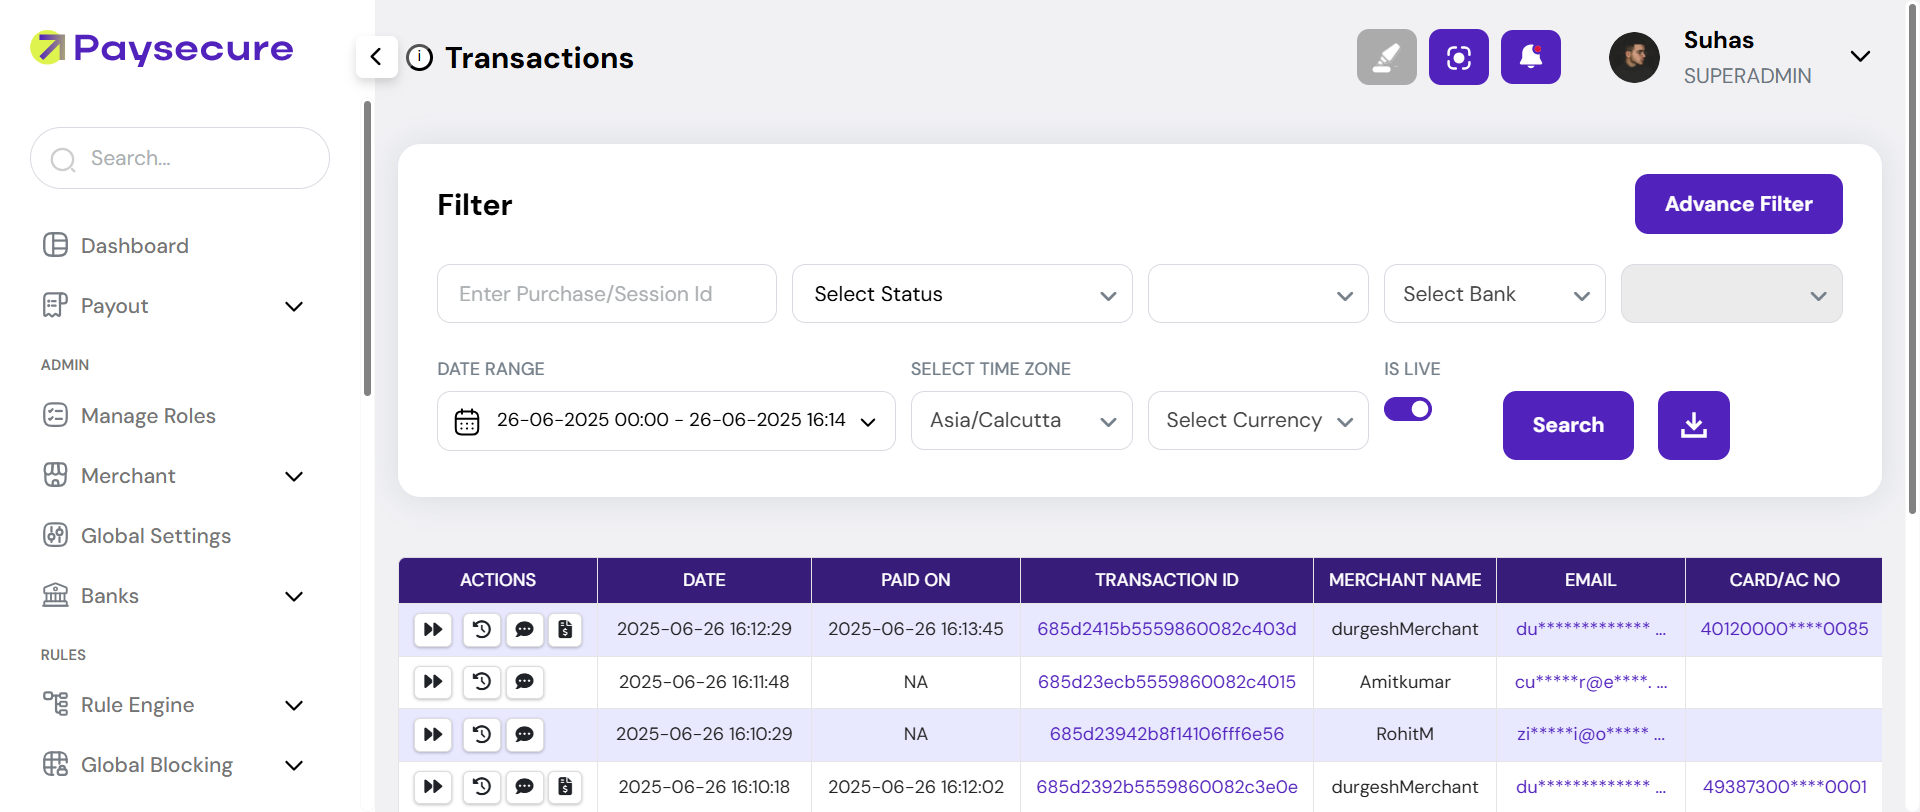 Paysecure
Transactions
Suhas
SUPERADMIN
Search...
Dashboard
Payout
ADMIN
Manage Roles
Merchant
Global Settings
Banks
RULES
Rule Engine
Global Blocking
Filter
Advance Filter
Enter Purchase/Session Id
Select Status
Select Bank
DATE RANGE
SELECT TIME ZONE
IS LIVE
26-06-2025 00:00 - 26-06-2025 16:14
Asia/Calcutta
Select Currency
Search
ACTIONS DATE PAID ON TRANSACTION ID MERCHANT NAME EMAIL CARD/AC NO
2025-06-26 16:12:29 2025-06-26 16:13:45 685d2415b5559860082c403d durgeshMerchant du************* ... 40120000****0085
2025-06-26 16:11:48 NA 685d23ecb5559860082c4015 Amitkumar cu*****r@e****. ...
2025-06-26 16:10:29 NA 685d23942b8f14106fff6e56 RohitM zi*****i@o***** ...
2025-06-26 16:10:18 2025-06-26 16:12:02 685d2392b5559860082c3e0e durgeshMerchant du************* ... 49387300****0001